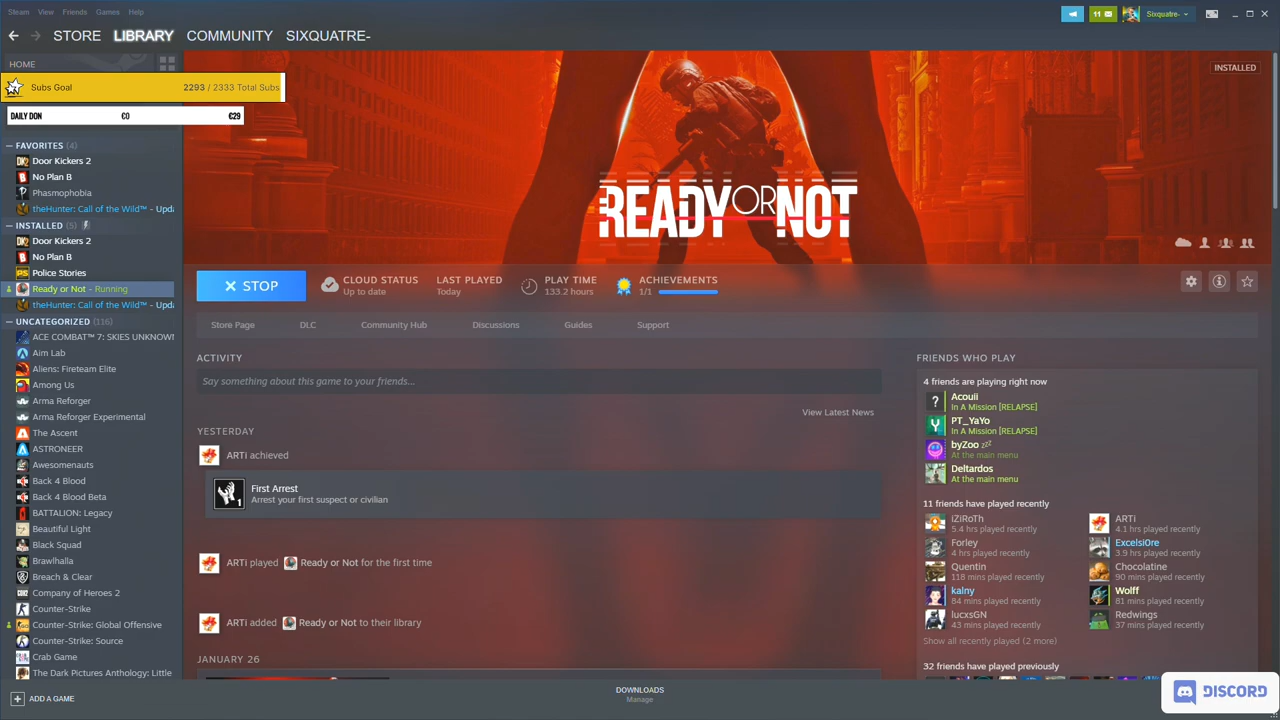 Steam View Friends Games Help
11
Sixquatre-
STORE LIBRARY COMMUNITY SIXQUATRE-
HOME
INSTALLED
Subs Goal 2293 / 2333 Total Subs
DAILY DON €0 €29
FAVORITES (4)
Door Kickers 2
No Plan B
Phasmophobia
theHunter: Call of the Wild™ - Upda
INSTALLED (5)
Door Kickers 2
No Plan B
Police Stories
Ready or Not - Running
theHunter: Call of the Wild™ - Upda
UNCATEGORIZED (116)
ACE COMBAT™ 7: SKIES UNKNOWN
Aim Lab
Aliens: Fireteam Elite
Among Us
Arma Reforger
Arma Reforger Experimental
The Ascent
ASTRONEER
Awesomenauts
Back 4 Blood
Back 4 Blood Beta
BATTALION: Legacy
Beautiful Light
Black Squad
Brawlhalla
Breach & Clear
Company of Heroes 2
Counter-Strike
Counter-Strike: Global Offensive
Counter-Strike: Source
Crab Game
The Dark Pictures Anthology: Little
ADD A GAME
READY OR NOT
STOP
CLOUD STATUS
Up to date
LAST PLAYED
Today
PLAY TIME
133.2 hours
ACHIEVEMENTS
1/1
Store Page DLC Community Hub Discussions Guides Support
ACTIVITY
Say something about this game to your friends...
View Latest News
YESTERDAY
ARTi achieved
1
First Arrest
Arrest your first suspect or civilian
ARTi played Ready or Not for the first time
ARTi added Ready or Not to their library
JANUARY 26
FRIENDS WHO PLAY
4 friends are playing right now
?
Acouii
In A Mission [RELAPSE]
PT_YaYo
In A Mission [RELAPSE]
byZoo zzz
At the main menu
Deltardos
At the main menu
11 friends have played recently
iZiRoTh
5.4 hrs played recently
ARTi
4.1 hrs played recently
Forley
4 hrs played recently
Excelsi0re
3.9 hrs played recently
Quentin
118 mins played recently
Chocolatine
90 mins played recently
kalny
84 mins played recently
Wolff
81 mins played recently
lucxsGN
43 mins played recently
Redwings
37 mins played recently
Show all recently played (2 more)
32 friends have played previously
DOWNLOADS
Manage
DISCORD